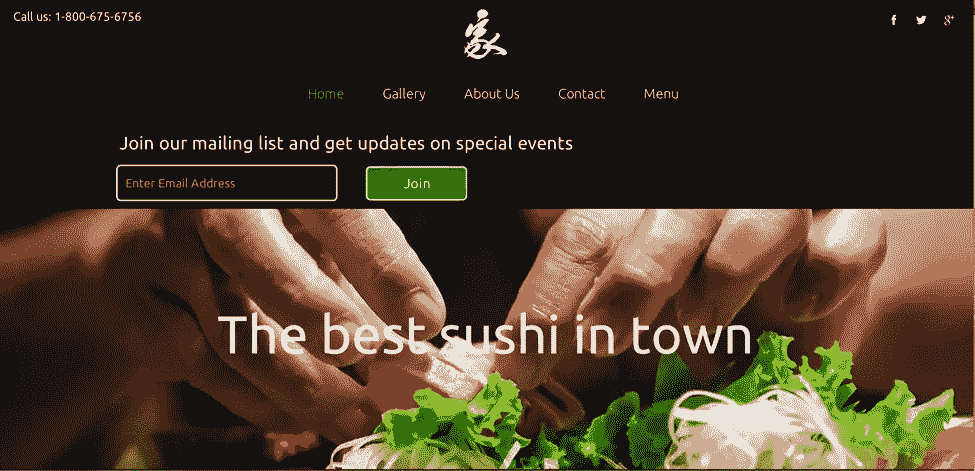 Call us: 1-800-675-6756
家
Home Gallery About Us Contact Menu
Join our mailing list and get updates on special events
Enter Email Address
Join
The best sushi in town